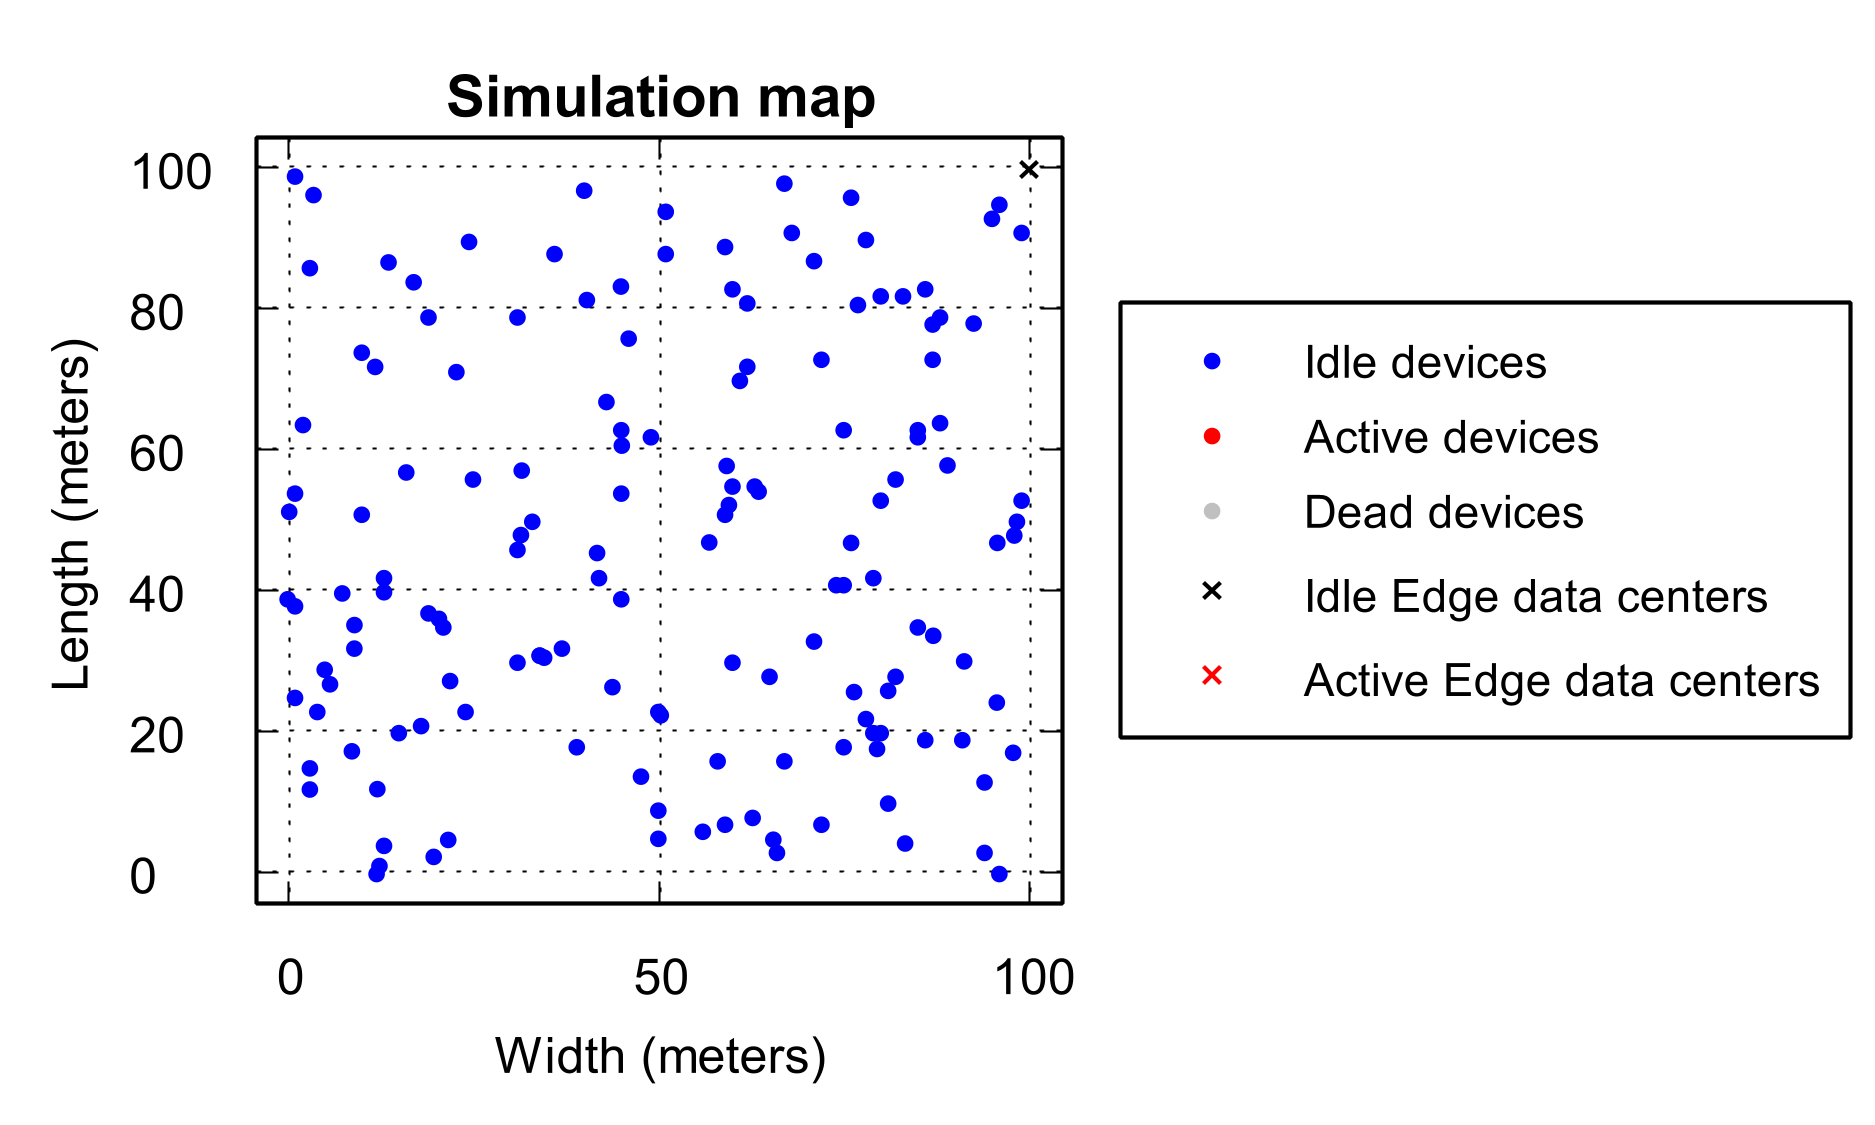 Simulation map
100
80
60
40
20
0
Length (meters)
0 50 100
Width (meters)
Idle devices
Active devices
Dead devices
Idle Edge data centers
Active Edge data centers